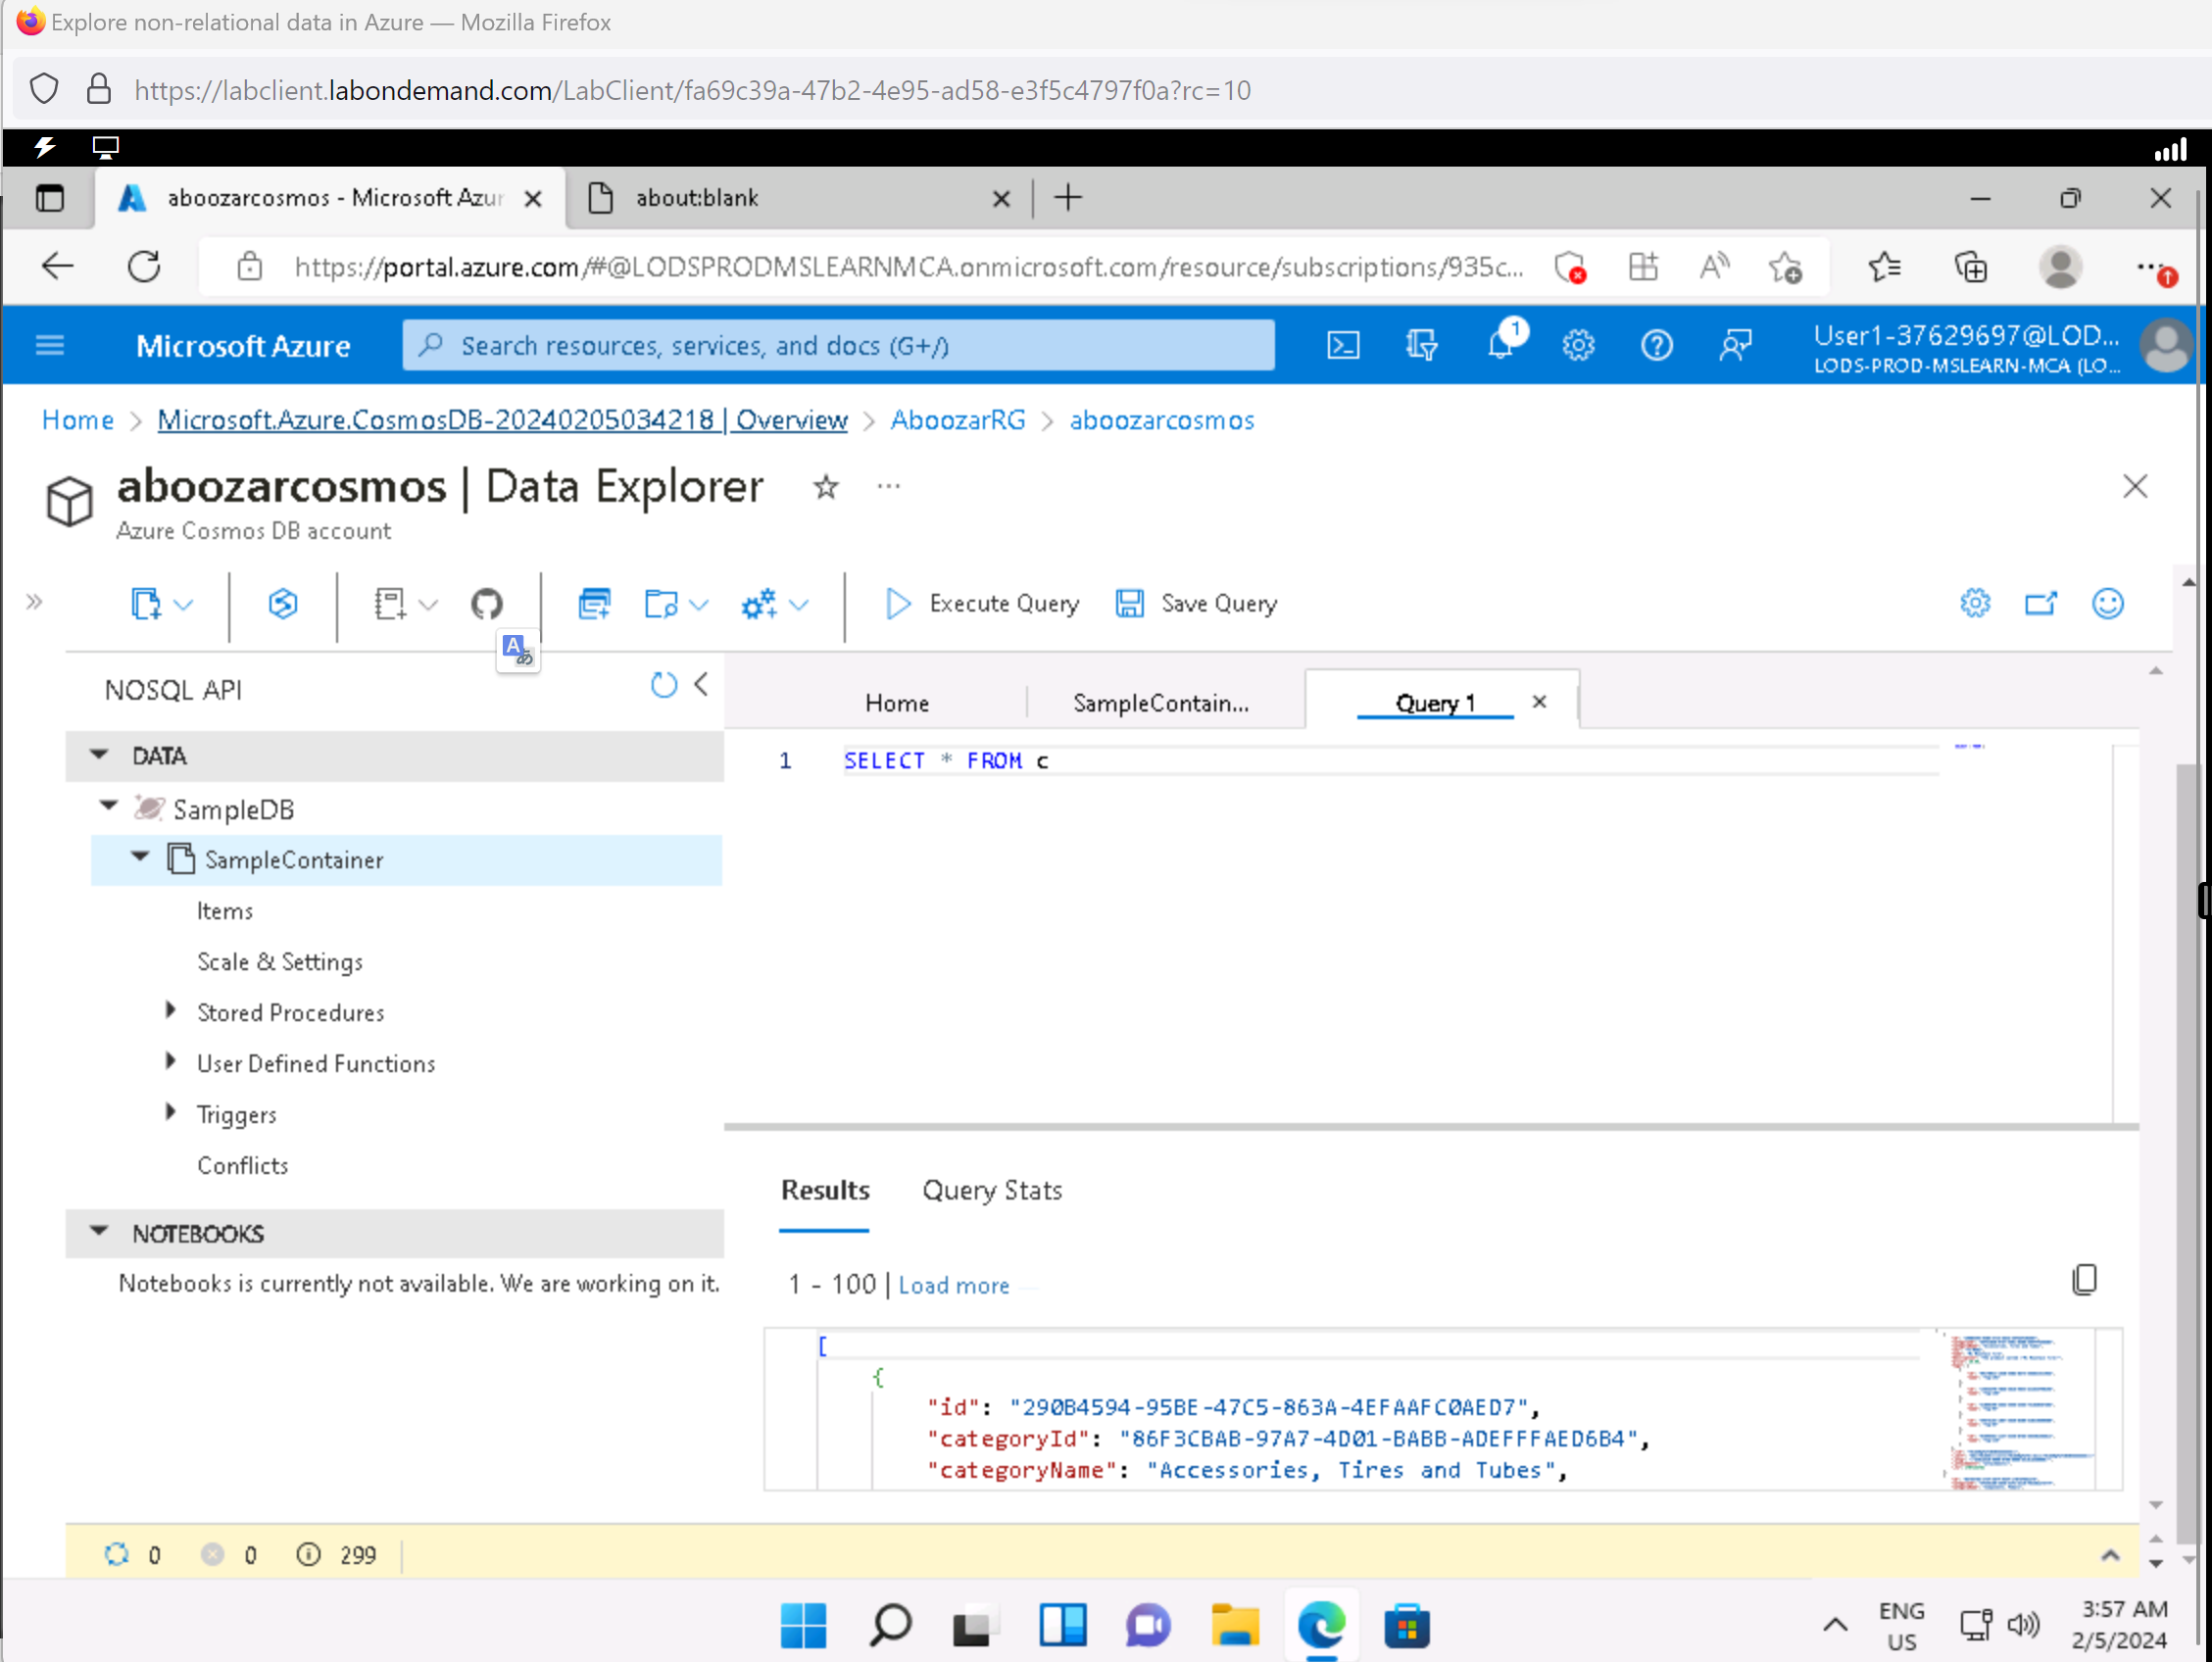 Explore non-relational data in Azure — Mozilla Firefox
https://labclient.labondemand.com/LabClient/fa69c39a-47b2-4e95-ad58-e3f5c4797f0a?rc=10
aboozarcosmos - Microsoft Azur
about:blank
https://portal.azure.com/#@LODSPRODMSLEARNMCA.onmicrosoft.com/resource/subscriptions/935c...
Microsoft Azure
Search resources, services, and docs (G+/)
1
User1-37629697@LOD...
LODS-PROD-MSLEARN-MCA (LO...
Home > Microsoft.Azure.CosmosDB-20240205034218 | Overview > AboozarRG > aboozarcosmos
aboozarcosmos | Data Explorer
Azure Cosmos DB account
Execute Query
Save Query
NOSQL API
Home
SampleContain...
Query 1
DATA
1 SELECT * FROM c
SampleDB
SampleContainer
Items
Scale & Settings
Stored Procedures
User Defined Functions
Triggers
Conflicts
NOTEBOOKS
Notebooks is currently not available. We are working on it.
Results
Query Stats
1 - 100 | Load more
[
{
"id": "290B4594-95BE-47C5-863A-4EFAAFC0AED7",
"categoryId": "86F3CBAB-97A7-4D01-BABB-ADEFFFAED6B4",
"categoryName": "Accessories, Tires and Tubes",
0
0
299
ENG
US
3:57 AM
2/5/2024